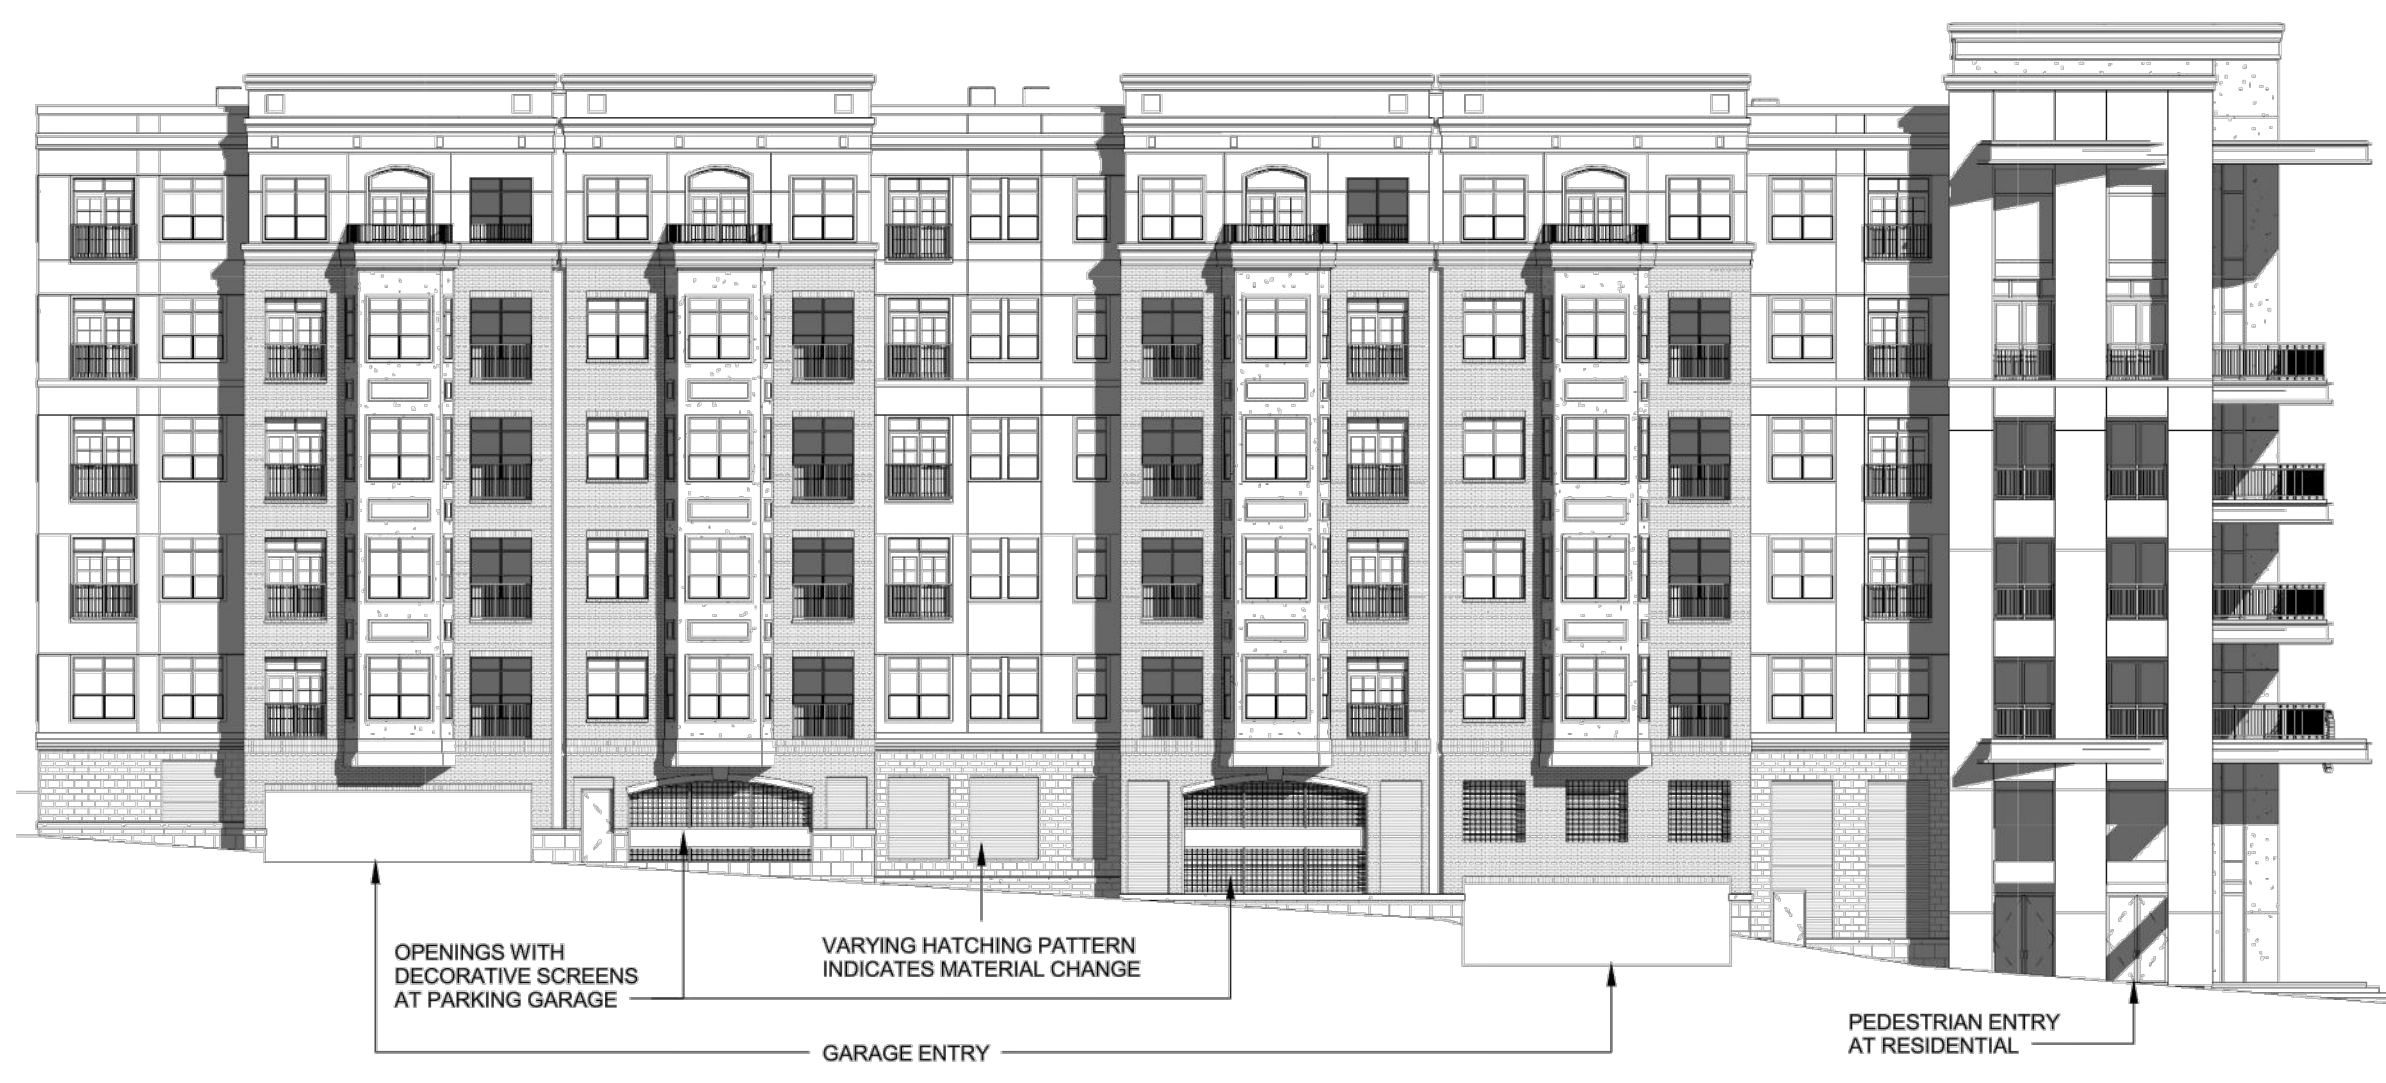 OPENINGS WITH
DECORATIVE SCREENS
AT PARKING GARAGE
VARYING HATCHING PATTERN
INDICATES MATERIAL CHANGE
GARAGE ENTRY
PEDESTRIAN ENTRY
AT RESIDENTIAL